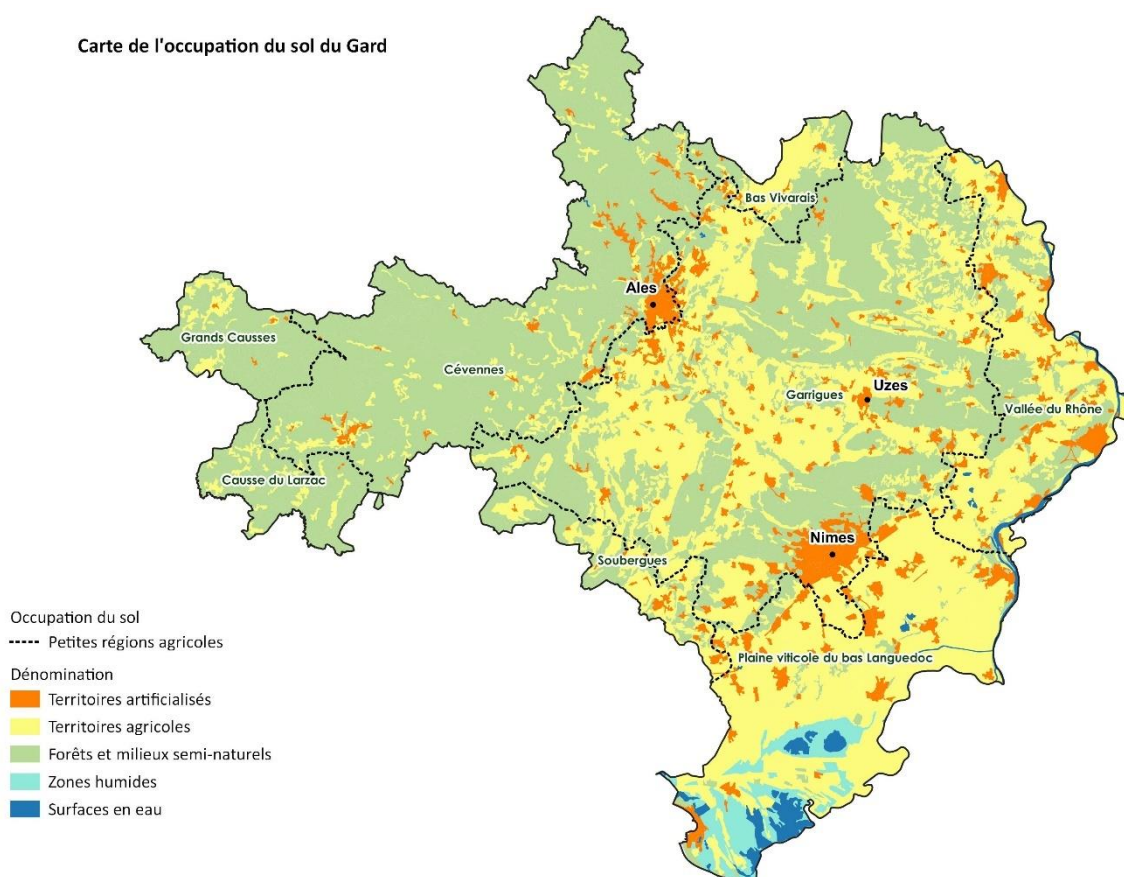 Carte de l'occupation du sol du Gard
Bas Vivarais
Ales
Grands Causses
Cévennes
Uzes
Garrigues
Vallée du Rhône
Causse du Larzac
Nimes
Soubergues
Plaine viticole du bas Languedoc
Occupation du sol
Petites régions agricoles
Dénomination
Territoires artificialisés
Territoires agricoles
Forêts et milieux semi-naturels
Zones humides
Surfaces en eau